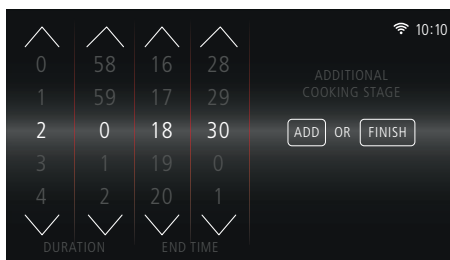 10:10
0 58 16 28
1 59 17 29
2 0 18 30
3 1 19 0
4 2 20 1
DURATION END TIME
ADDITIONAL
COOKING STAGE
ADD OR FINISH